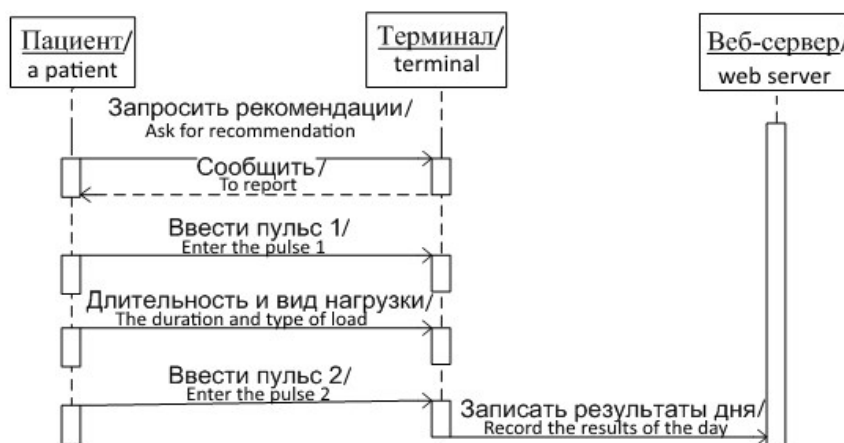 Пациент/
a patient
Терминал/
terminal
Веб-сервер/
web server
Запросить рекомендации/
Ask for recommendation
Сообщить/
To report
Ввести пульс 1/
Enter the pulse 1
Длительность и вид нагрузки/
The duration and type of load
Ввести пульс 2/
Enter the pulse 2
Записать результаты дня/
Record the results of the day